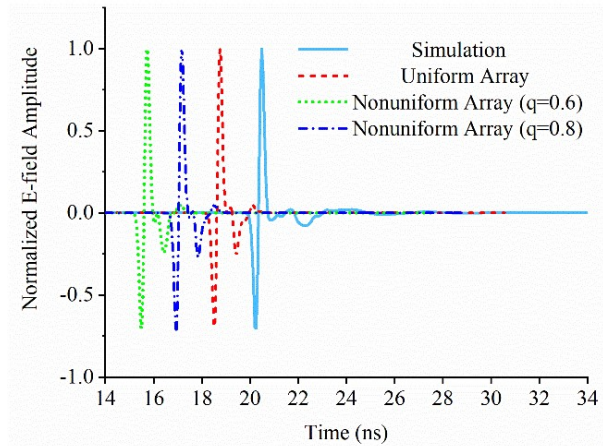 1.0
0.5
0.0
-0.5
-1.0
Normalized E-field Amplitude
Simulation
Uniform Array
Nonuniform Array (q=0.6)
Nonuniform Array (q=0.8)
14 16 18 20 22 24 26 28 30 32 34
Time (ns)